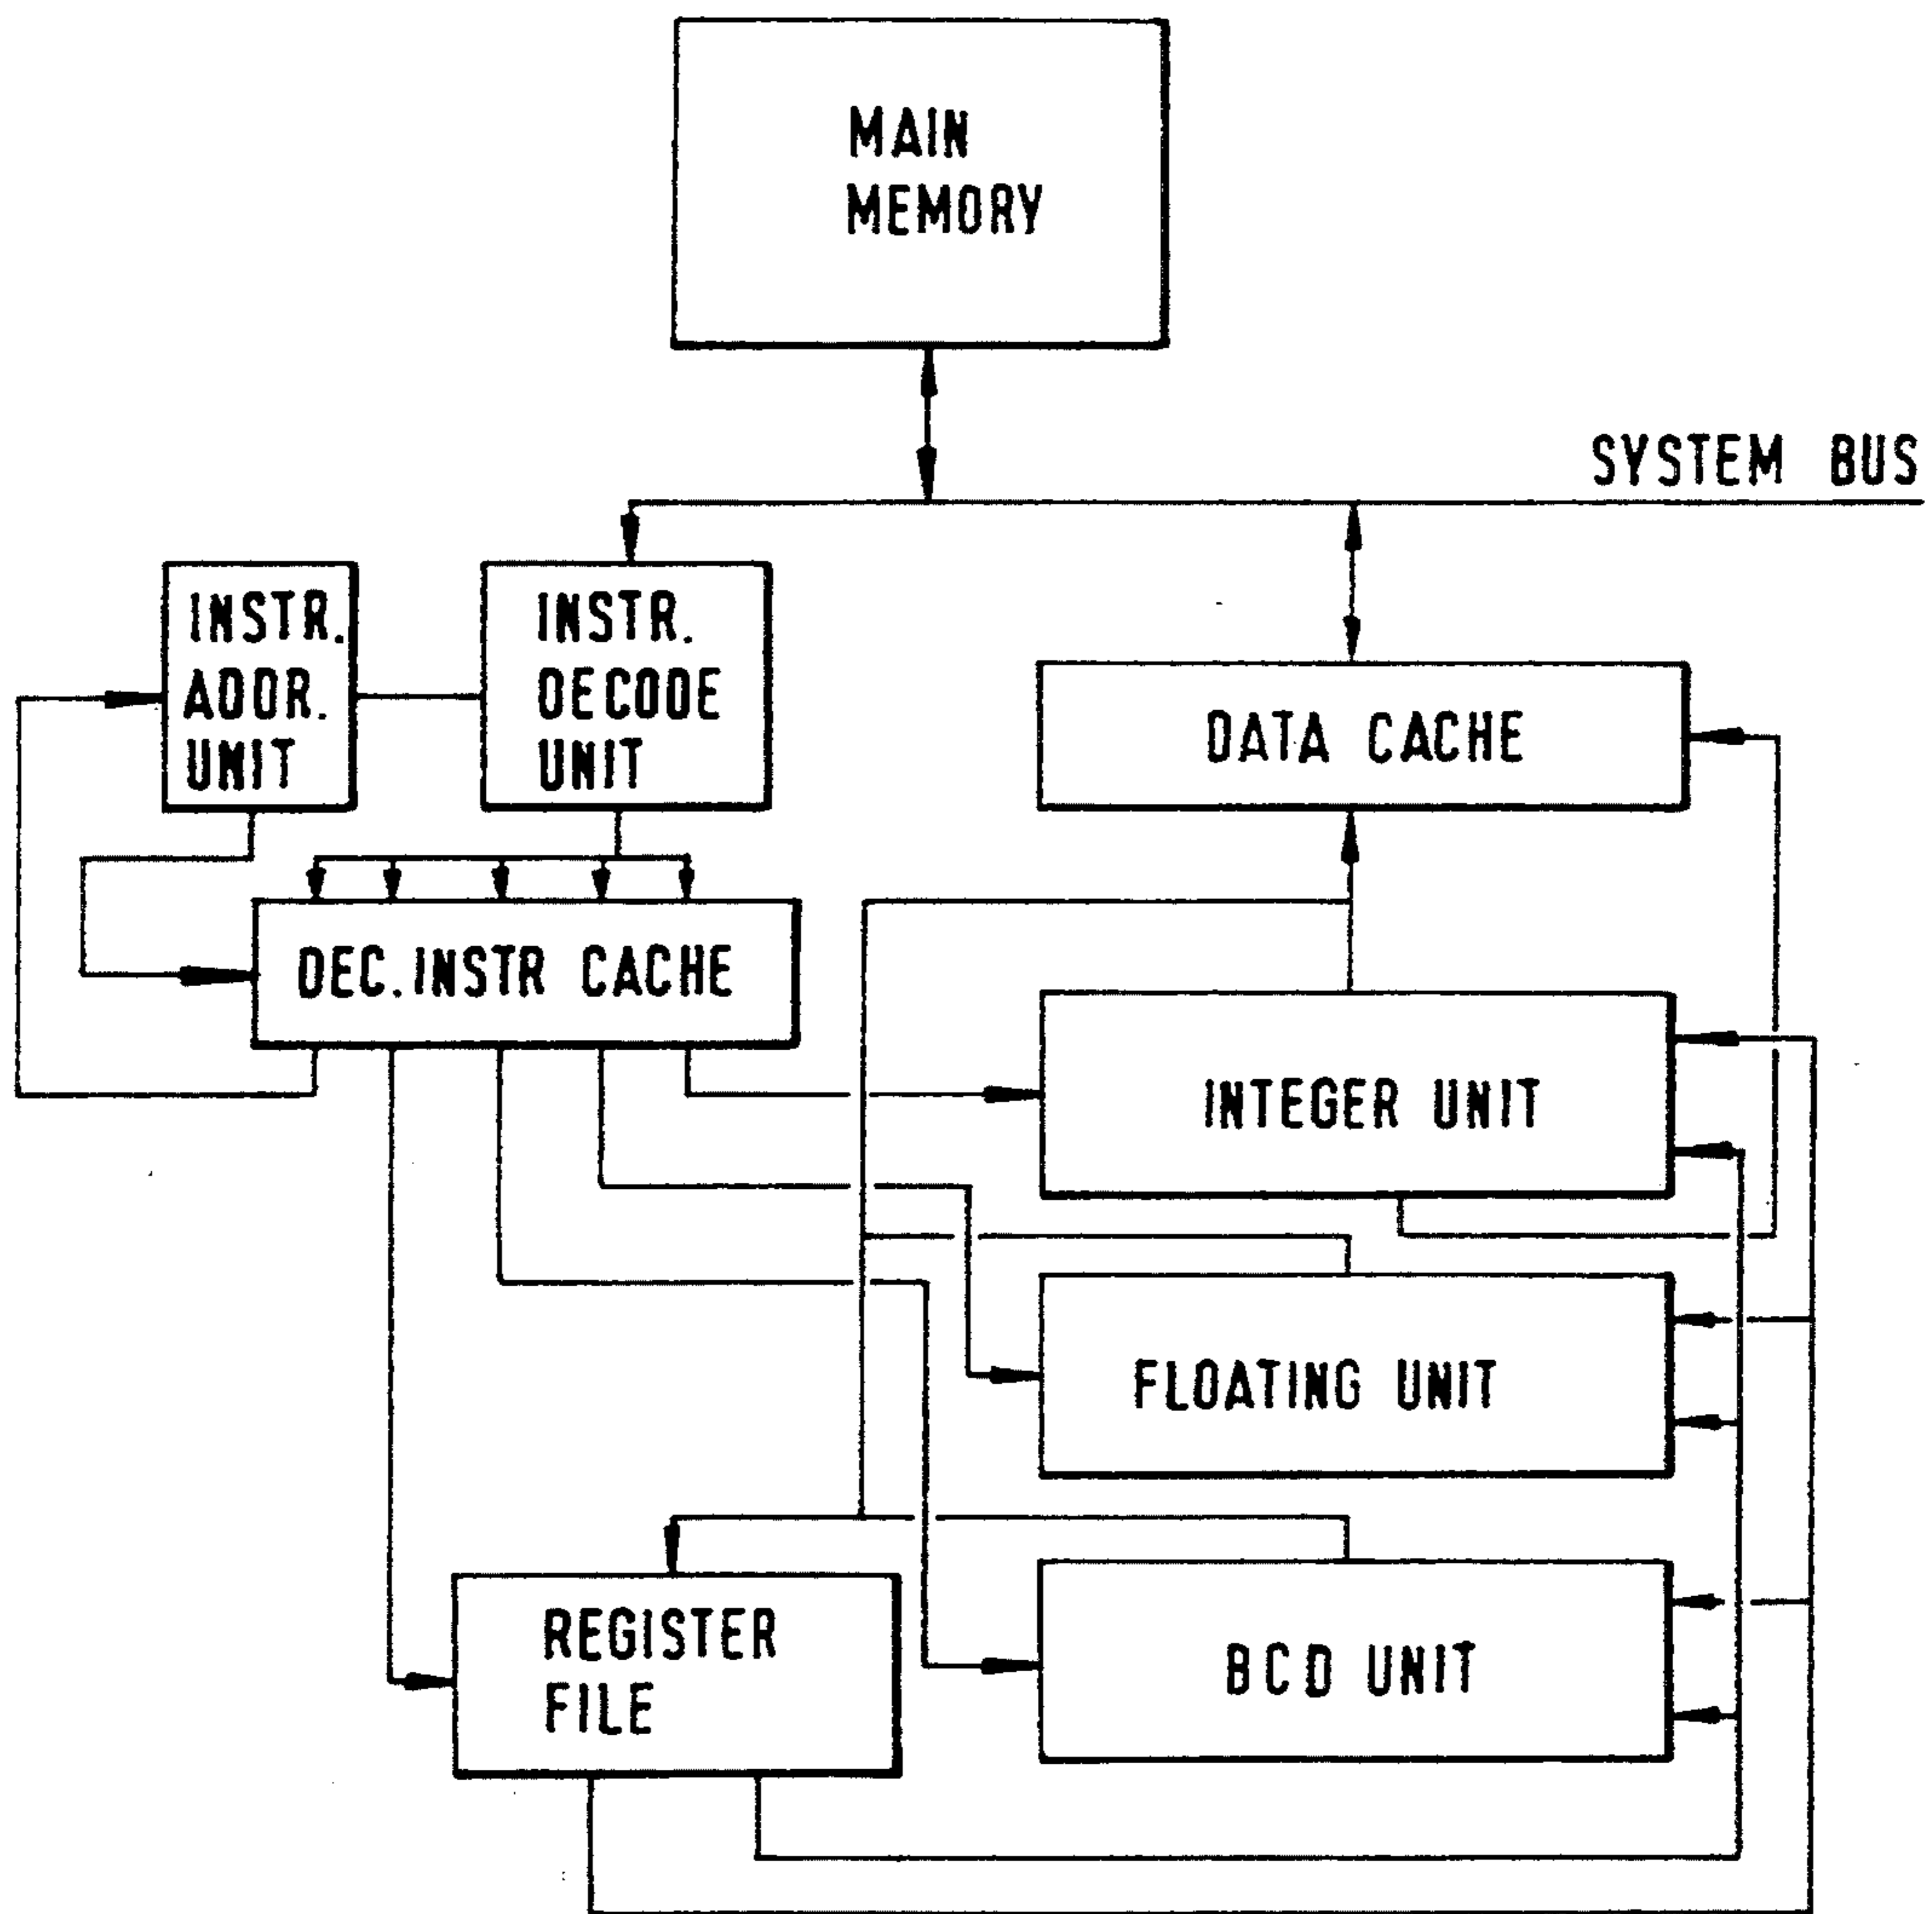 MAIN
MEMORY
SYSTEM BUS
INSTR.
ADDR.
UNIT
INSTR.
DECODE
UNIT
DATA CACHE
DEC.INSTR CACHE
INTEGER UNIT
FLOATING UNIT
REGISTER
FILE
BCD UNIT